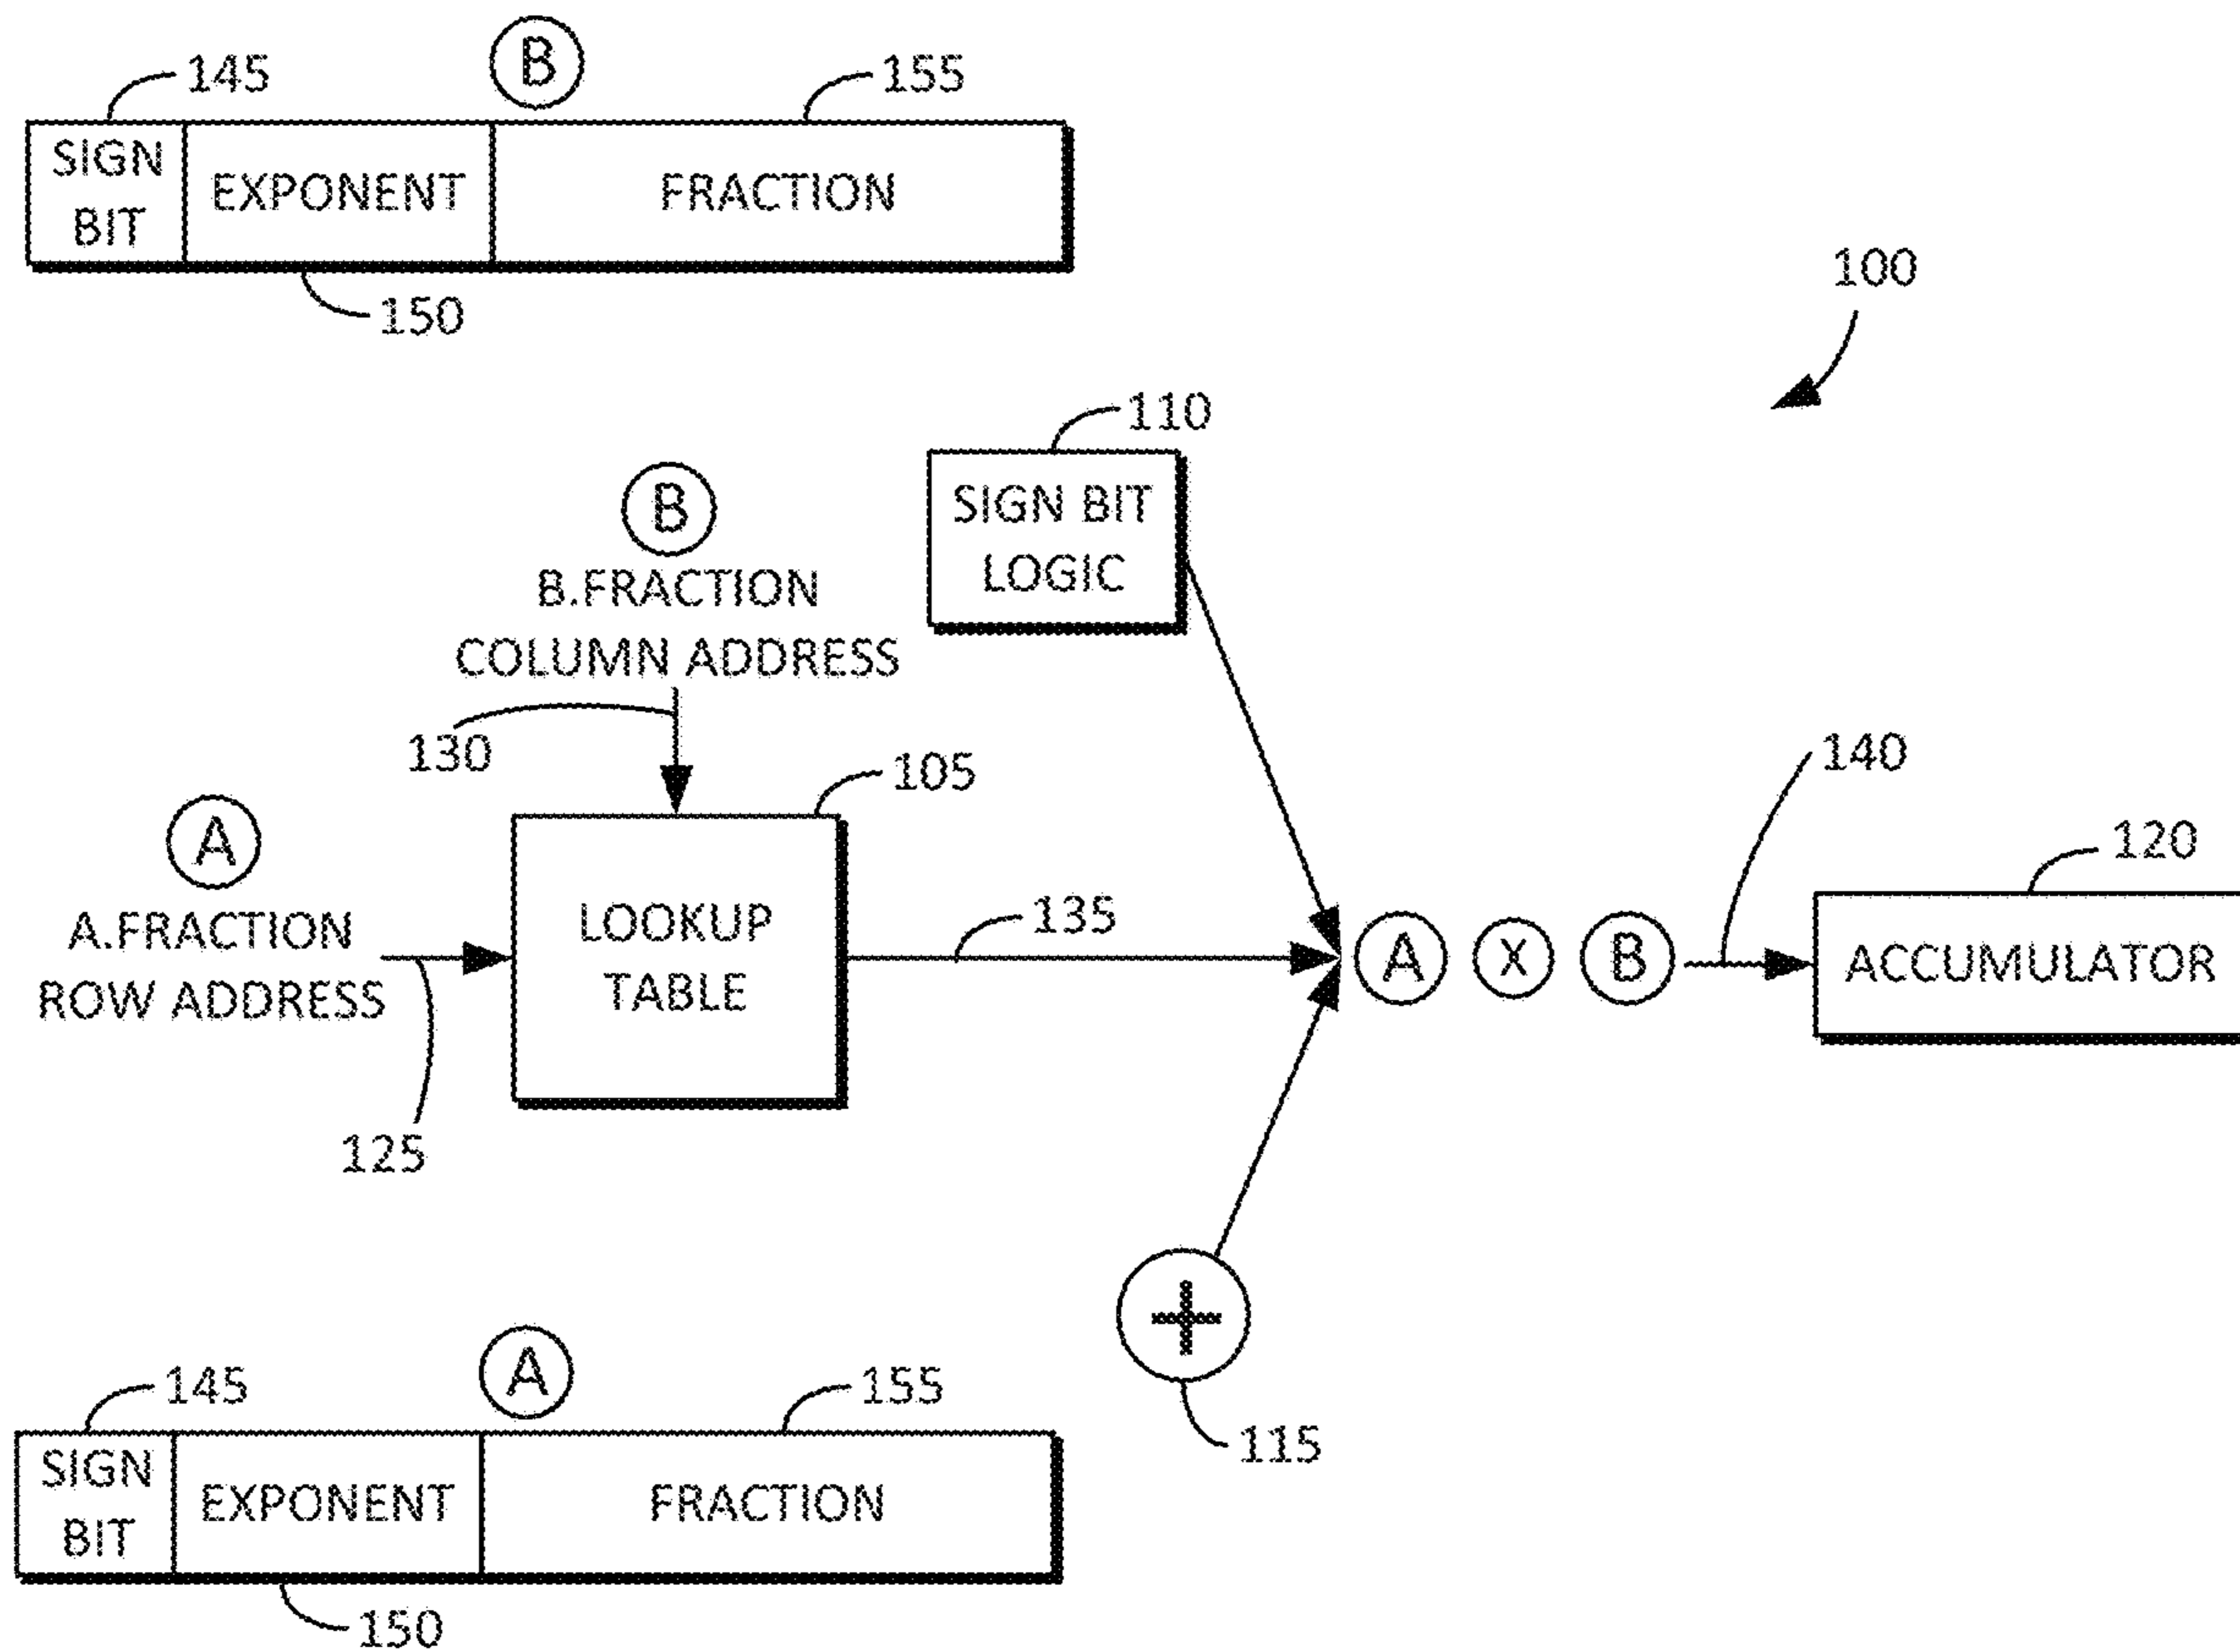 145
B
155
SIGN
BIT
EXPONENT
FRACTION
150
100
110
SIGN BIT
LOGIC
B
B.FRACTION
COLUMN ADDRESS
130
105
140
120
A
A.FRACTION
ROW ADDRESS
LOOKUP
TABLE
135
A X B
ACCUMULATOR
125
+
115
145
A
155
SIGN
BIT
EXPONENT
FRACTION
150